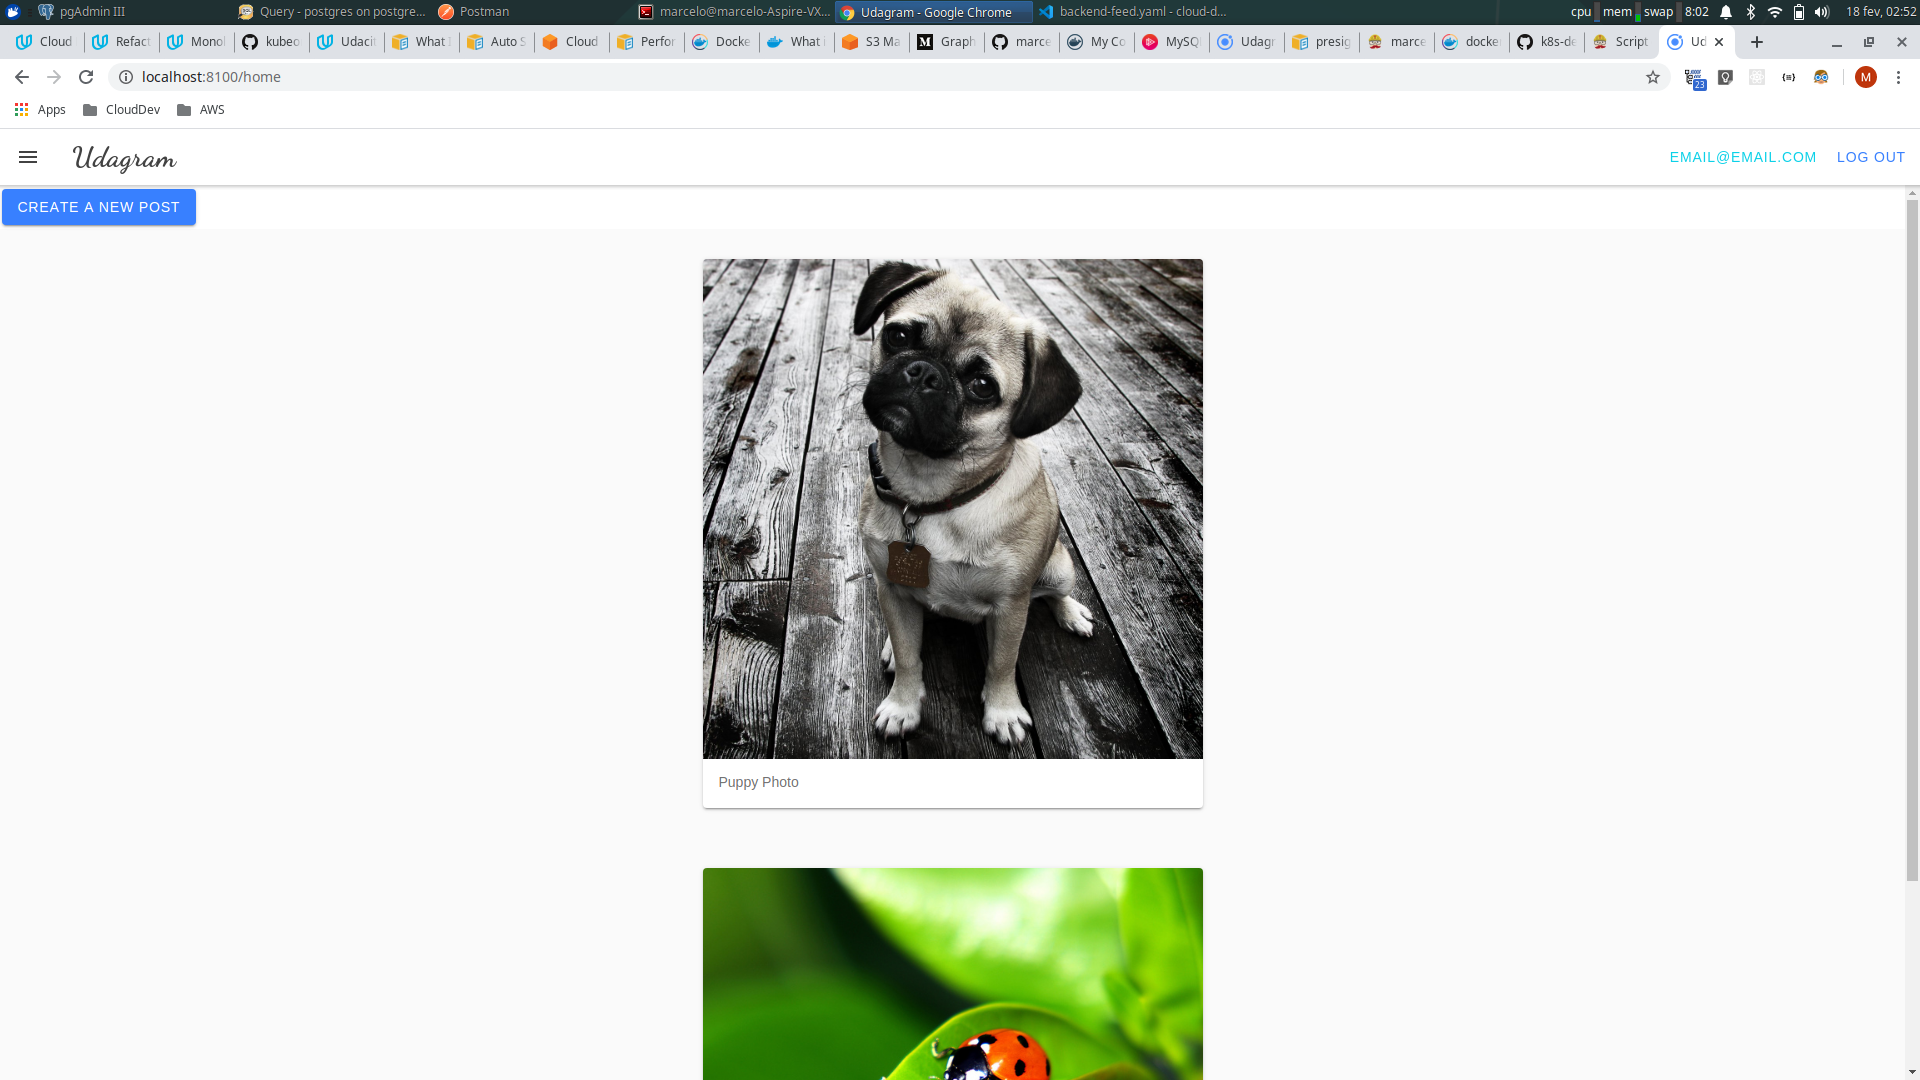 pgAdmin III Query - postgres on postgre... Postman marcelo@marcelo-Aspire-VX... Udagram - Google Chrome backend-feed.yaml - cloud-d... cpu mem swap 8:02 18 fev, 02:52
Cloud Refact Monol kubeo Udacit What I Auto S Cloud Perfor Docke What i S3 Ma Graph marce My Co MySQL Udagr presig marce docke k8s-de Script Ud
localhost:8100/home 23 M
Apps CloudDev AWS
Udagram EMAIL@EMAIL.COM LOG OUT
CREATE A NEW POST
Puppy Photo